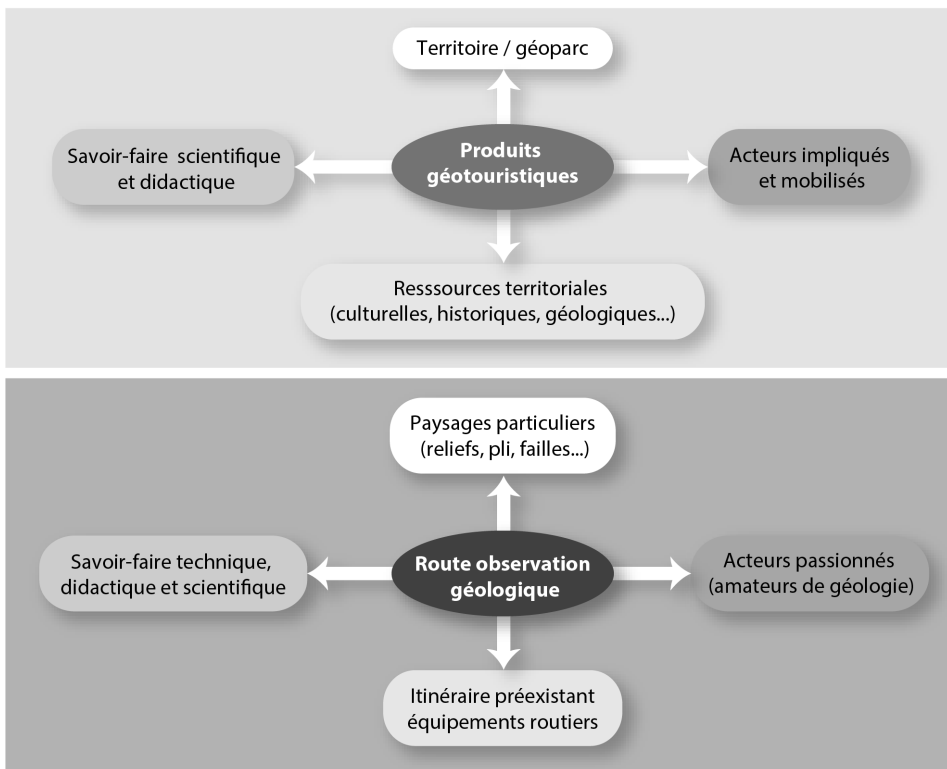 Territoire / géoparc
Savoir-faire scientifique
et didactique
Produits
géotouristiques
Acteurs impliqués
et mobilisés
Resssources territoriales
(culturelles, historiques, géologiques...)
Paysages particuliers
(reliefs, pli, failles...)
Savoir-faire technique,
didactique et scientifique
Route observation
géologique
Acteurs passionnés
(amateurs de géologie)
Itinéraire préexistant
équipements routiers